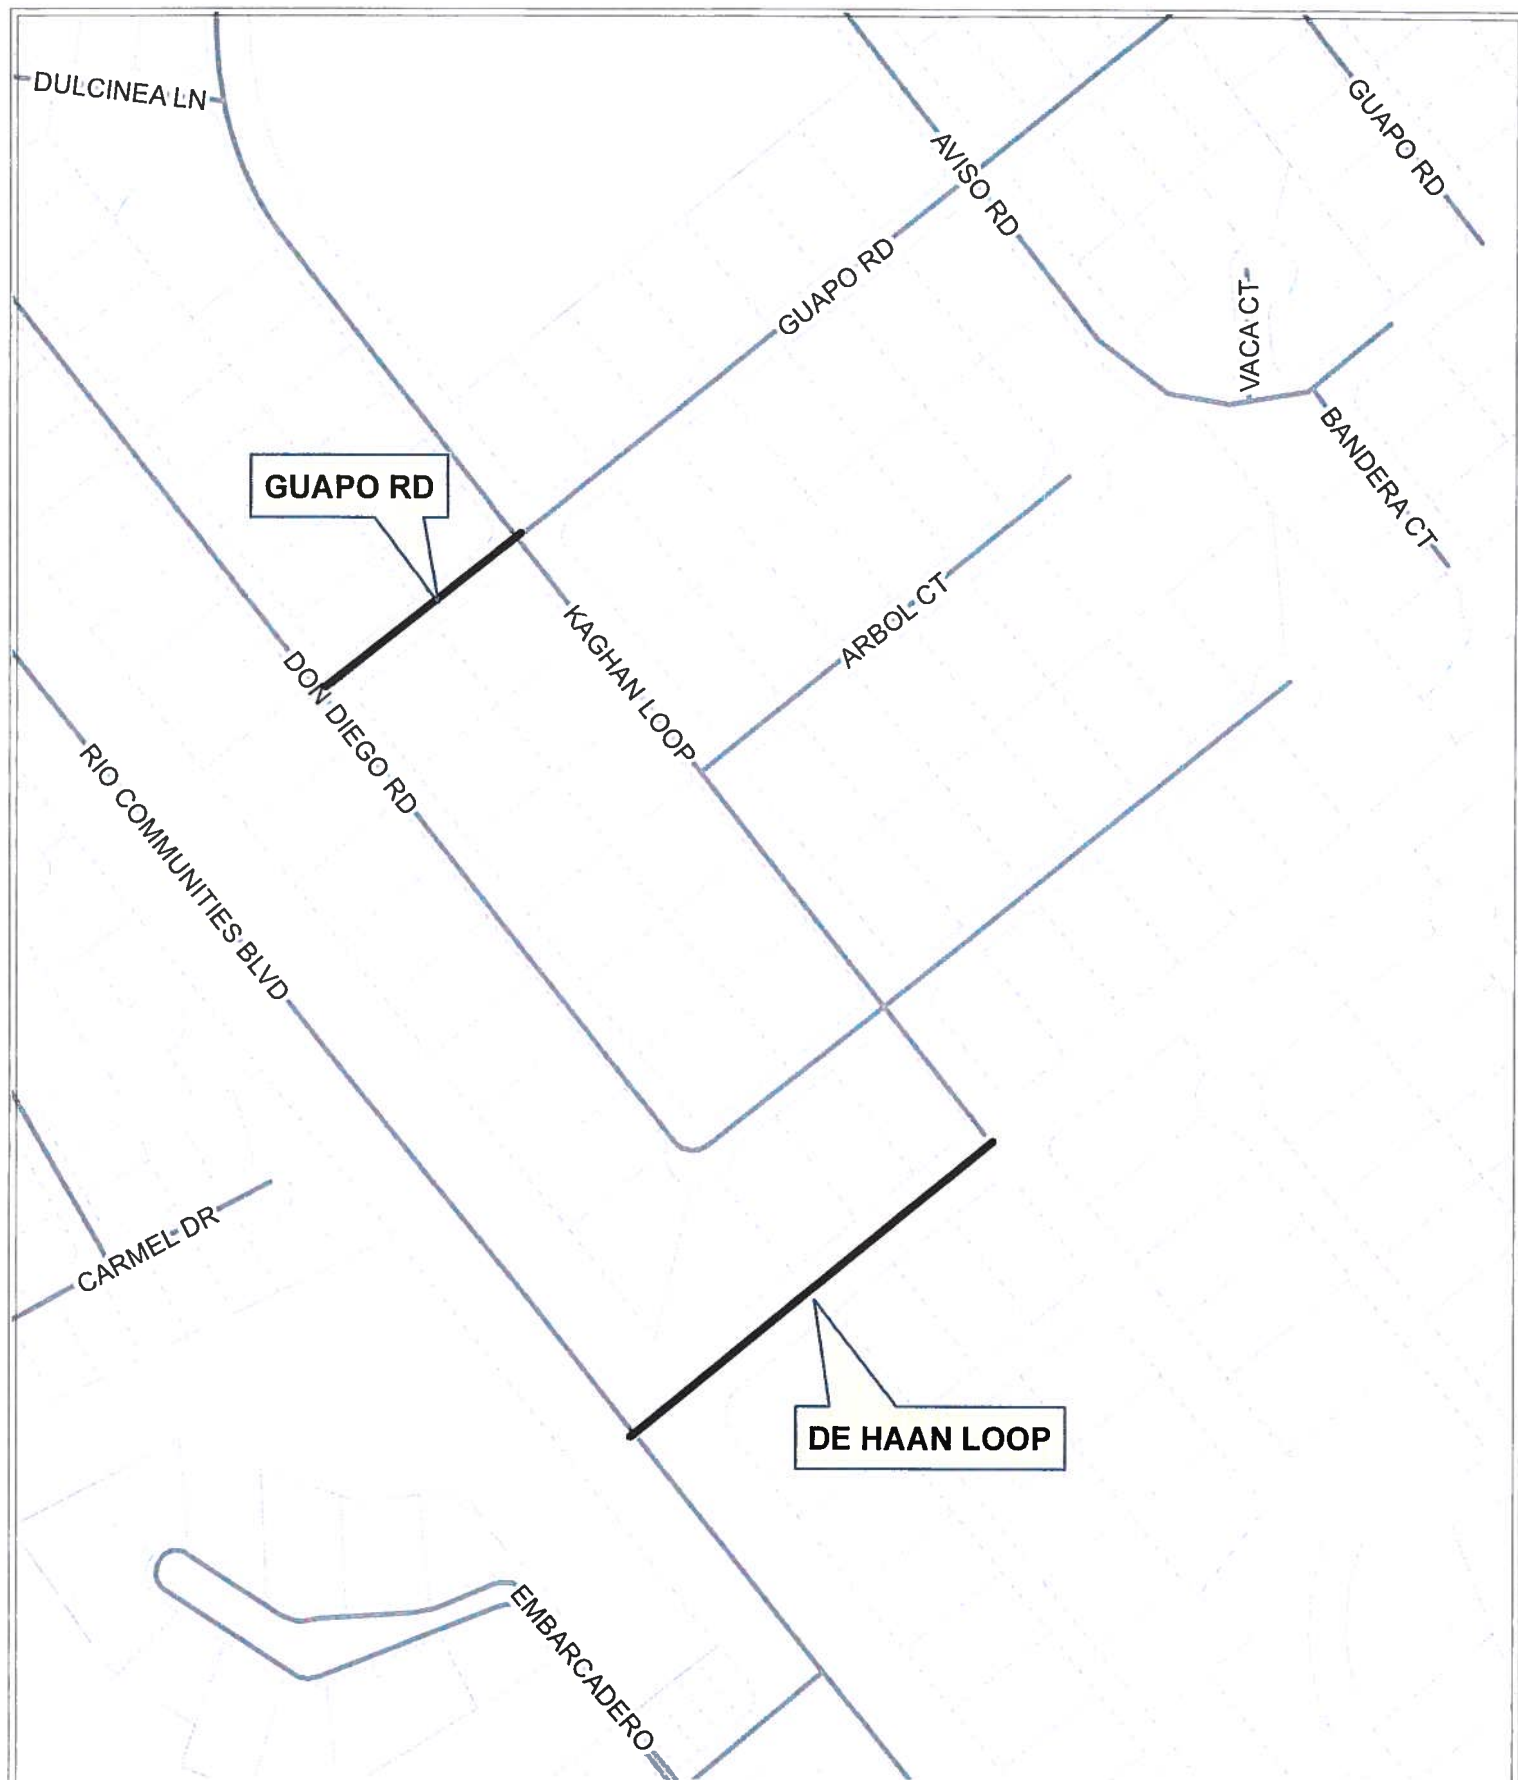 DULCINEA LN
GUAPO RD
AVISO RD
GUAPO RD
VACA CT
BANDERA CT
GUAPO RD
ARBOL CT
KAGHAN LOOP
DON DIEGO RD
RIO COMMUNITIES BLVD
CARMEL DR
DE HAAN LOOP
EMBARCADERO